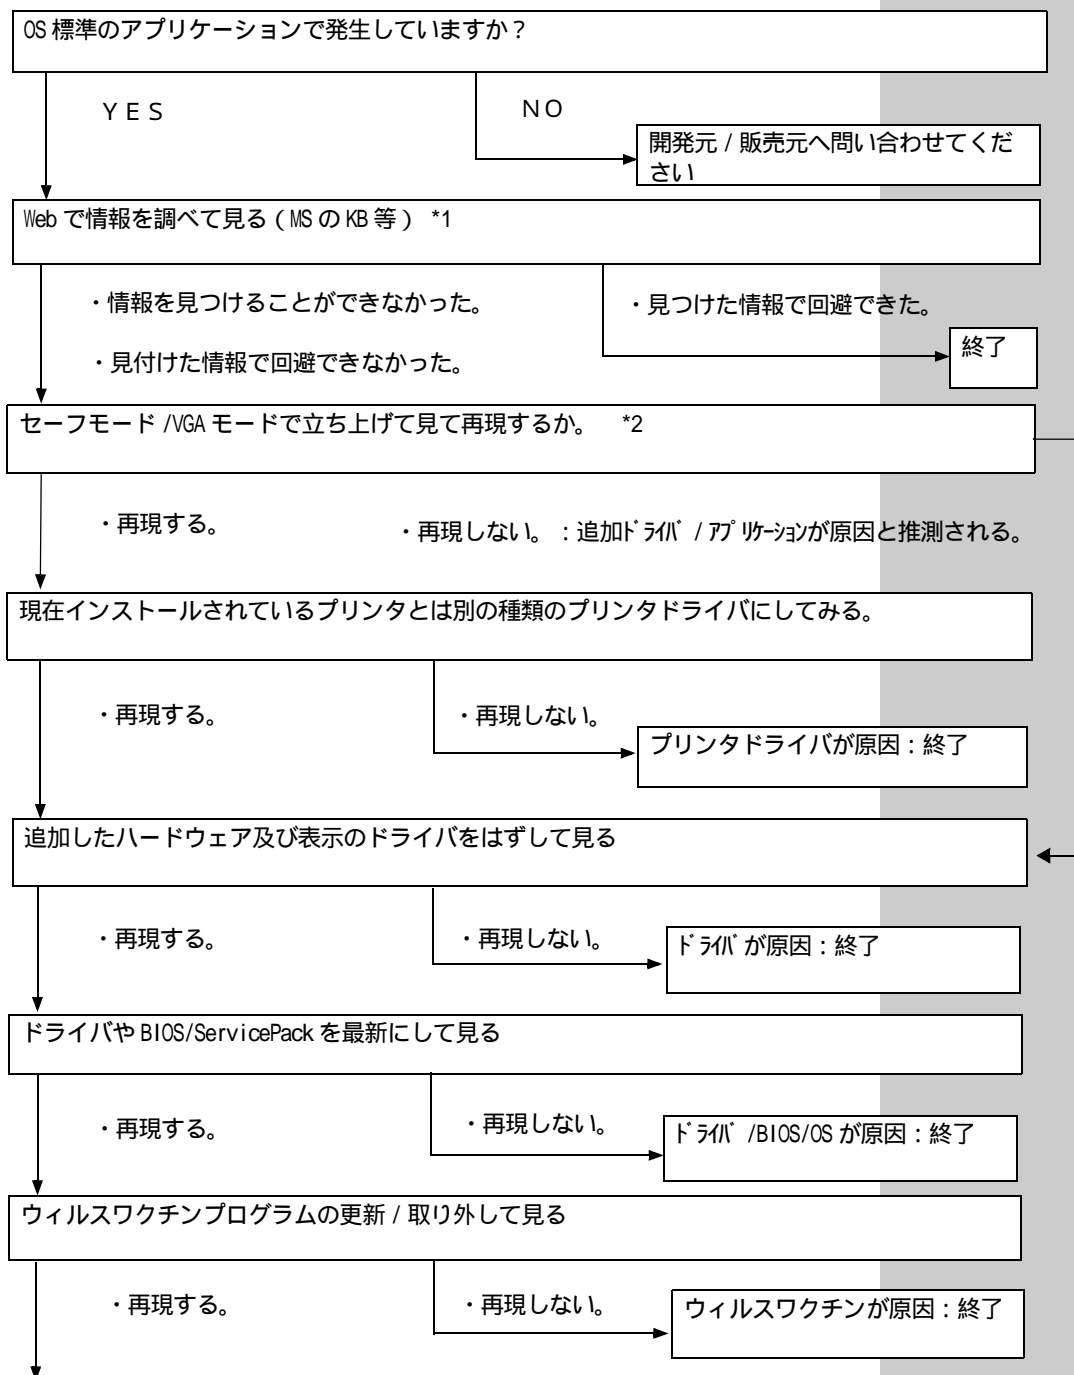 OS 標準のアプリケーションで発生していますか？
ＹＥＳ
ＮＯ
開発元 / 販売元へ問い合わせてくだ
さい
Web で情報を調べて見る ( MS の KB 等 ） *1
・情報を見つけることができなかった。
・見つけた情報で回避できた。
・見付けた情報で回避できなかった。
終了
セーフモード /VGA モードで立ち上げて見て再現するか。 *2
・再現する。
・再現しない。：追加ﾄﾞﾗｲﾊﾞ / ｱﾌﾟﾘｹｰｼｮﾝが原因と推測される。
現在インストールされているプリンタとは別の種類のプリンタドライバにしてみる。
・再現する。
・再現しない。
プリンタドライバが原因：終了
追加したハードウェア及び表示のドライバをはずして見る
・再現する。
・再現しない。
ﾄﾞﾗｲﾊﾞが原因：終了
ドライバや BIOS/ServicePack を最新にして見る
・再現する。
・再現しない。
ﾄﾞﾗｲﾊﾞ /BIOS/OS が原因：終了
ウィルスワクチンプログラムの更新 / 取り外して見る
・再現する。
・再現しない。
ウィルスワクチンが原因：終了